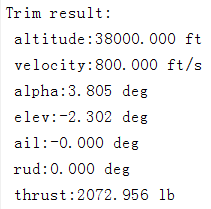 Trim result:
altitude:38000.000 ft
velocity:800.000 ft/s
alpha:3.805 deg
elev:-2.302 deg
ail:-0.000 deg
rud:0.000 deg
thrust:2072.956 lb